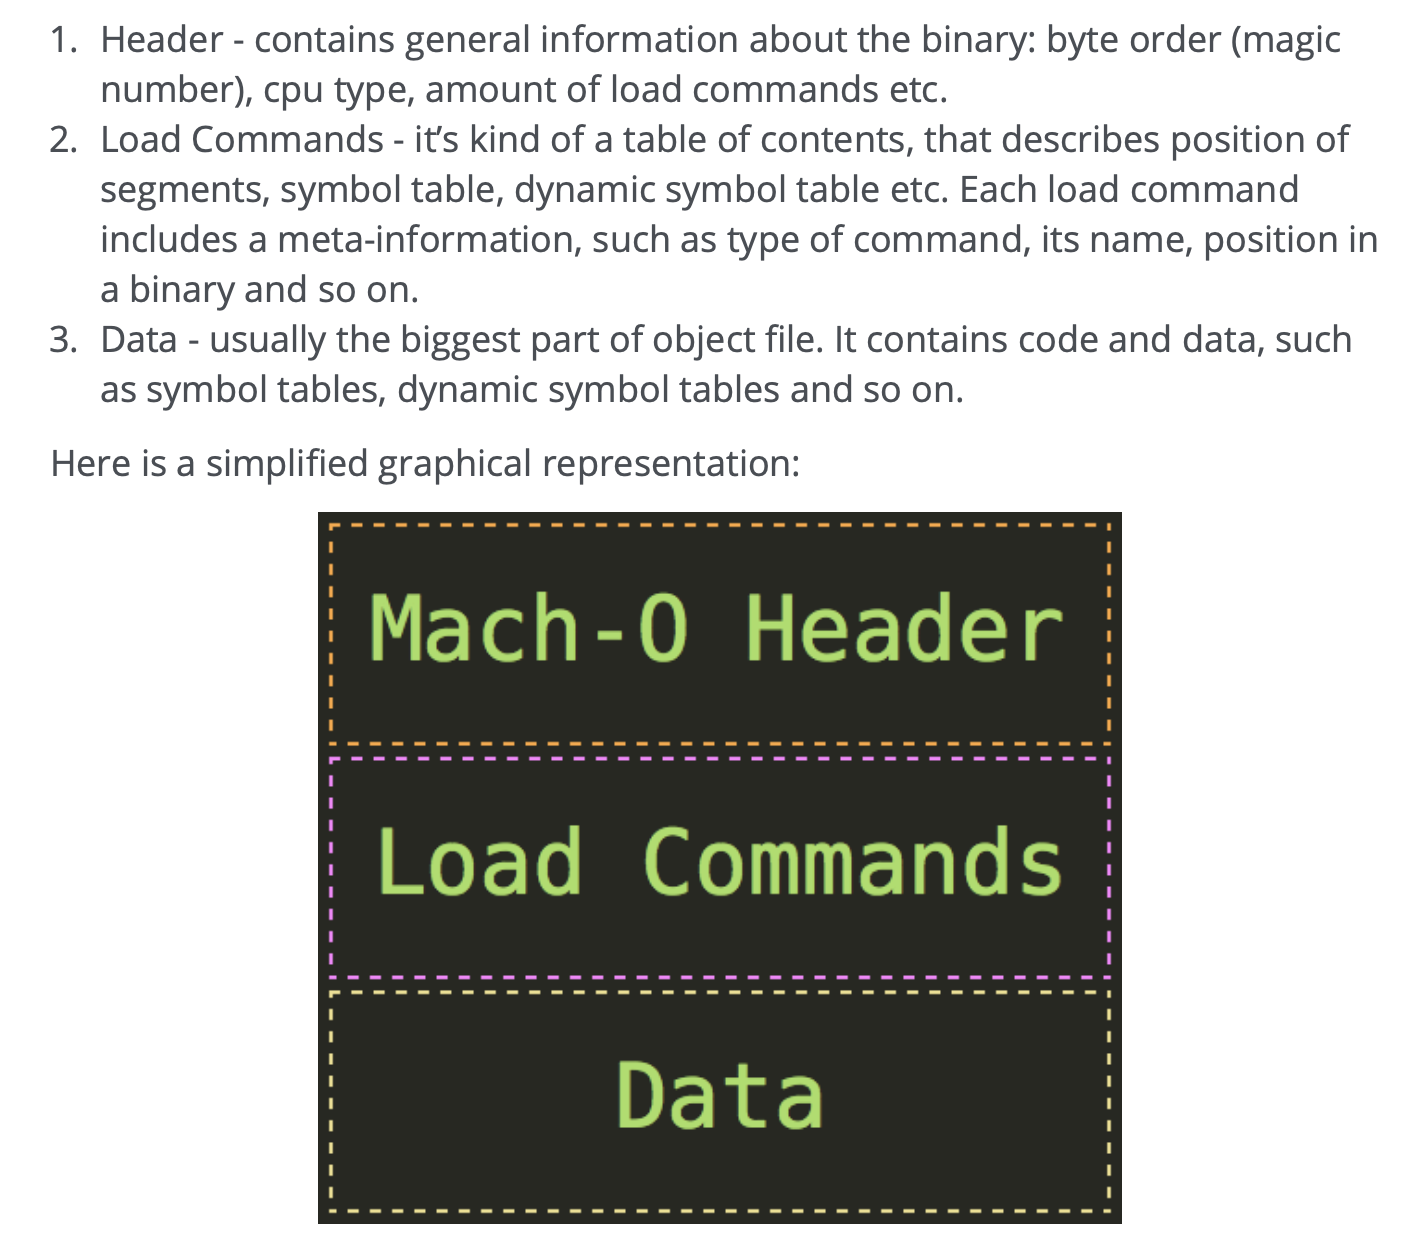 1. Header - contains general information about the binary: byte order (magic
number), cpu type, amount of load commands etc.
2. Load Commands - it’s kind of a table of contents, that describes position of
segments, symbol table, dynamic symbol table etc. Each load command
includes a meta-information, such as type of command, its name, position in
a binary and so on.
3. Data - usually the biggest part of object file. It contains code and data, such
as symbol tables, dynamic symbol tables and so on.
Here is a simplified graphical representation:
Mach-O Header
Load Commands
Data